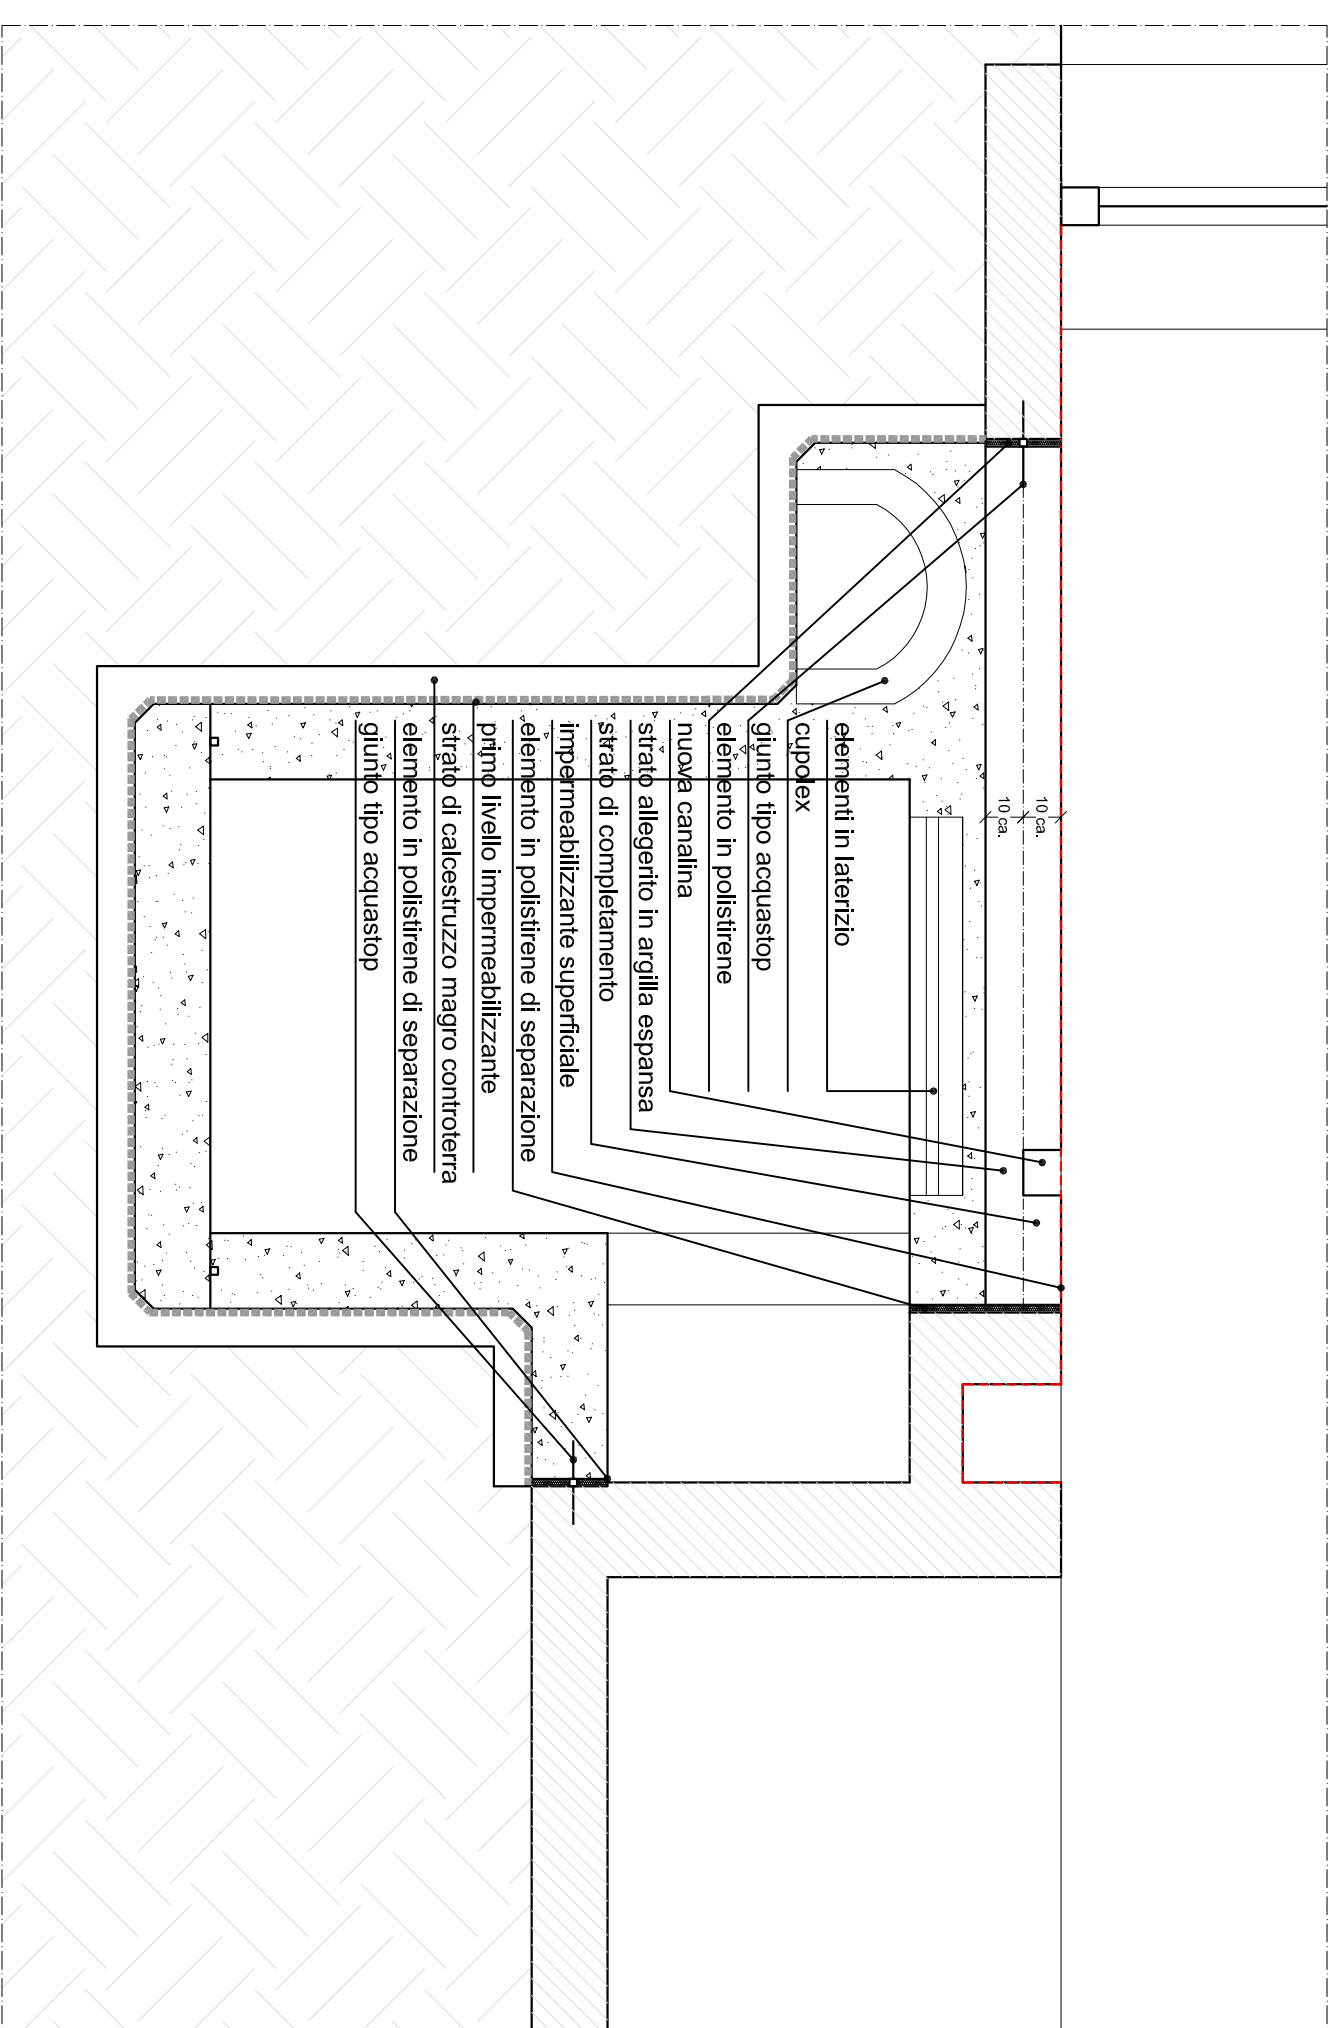 10 ca.
10 ca.
elementi in laterizio
cupolex
giunto tipo acquastop
elemento in polistirene
nuova canalina
strato allegerito in argilla espansa
strato di completamento
impermeabilizzante superficiale
elemento in polistirene di separazione
primo livello impermeabilizzante
strato di calcestruzzo magro controterra
elemento in polistirene di separazione
giunto tipo acquastop